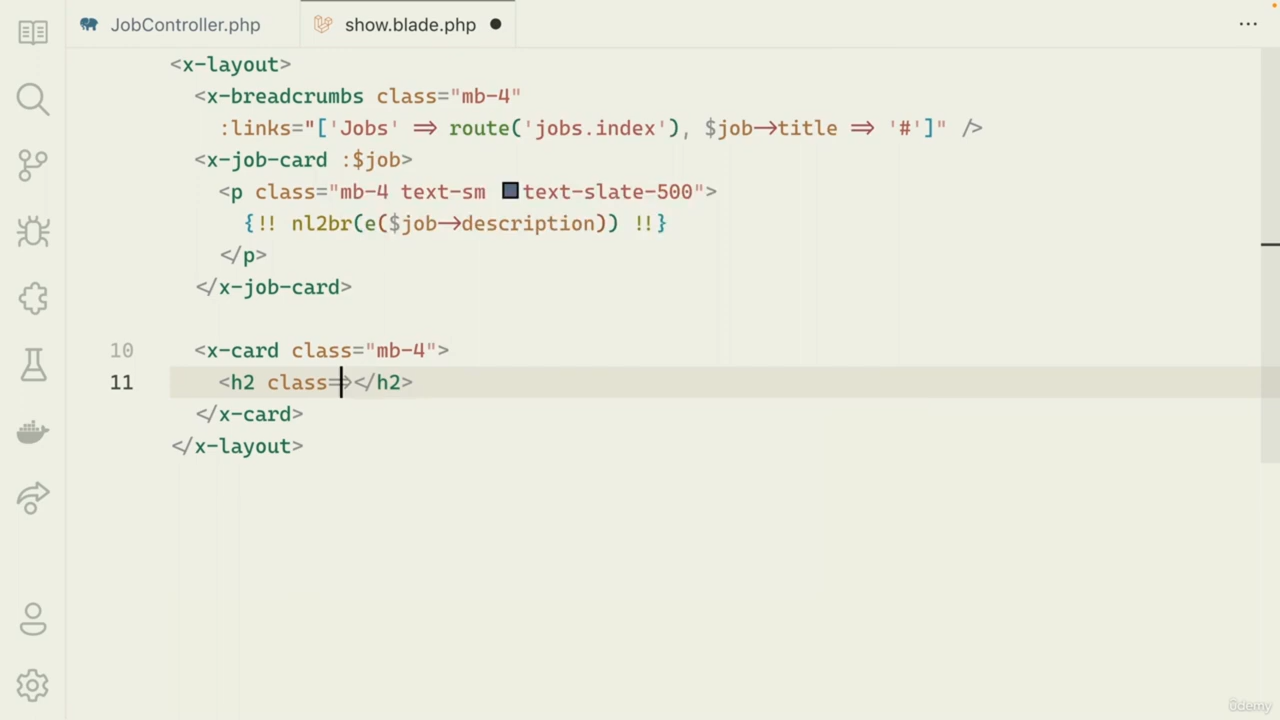 JobController.php
show.blade.php
<x-layout>
<x-breadcrumbs class="mb-4"
:links="['Jobs' => route('jobs.index'), $job->title => '#']" />
<x-job-card :$job>
<p class="mb-4 text-sm text-slate-500">
{!! nl2br(e($job->description)) !!}
</p>
</x-job-card>
10 <x-card class="mb-4">
11 <h2 class=></h2>
</x-card>
</x-layout>
ûdemy